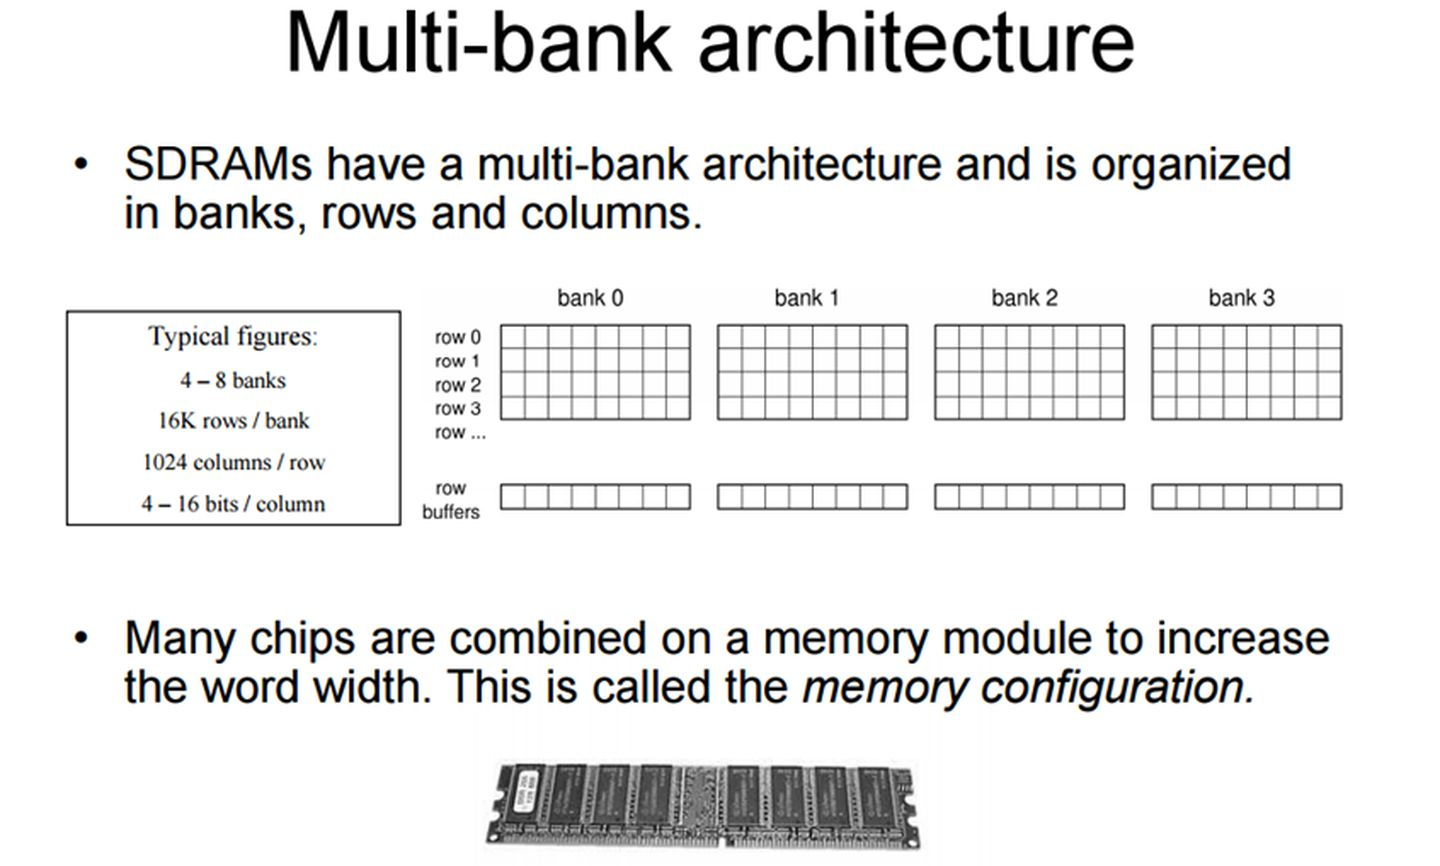 Multi-bank architecture
• SDRAMs have a multi-bank architecture and is organized
in banks, rows and columns.
Typical figures:
4 – 8 banks
16K rows / bank
1024 columns / row
4 – 16 bits / column
bank 0
bank 1
bank 2
bank 3
row 0
row 1
row 2
row 3
row ...
row
buffers
• Many chips are combined on a memory module to increase
the word width. This is called the memory configuration.